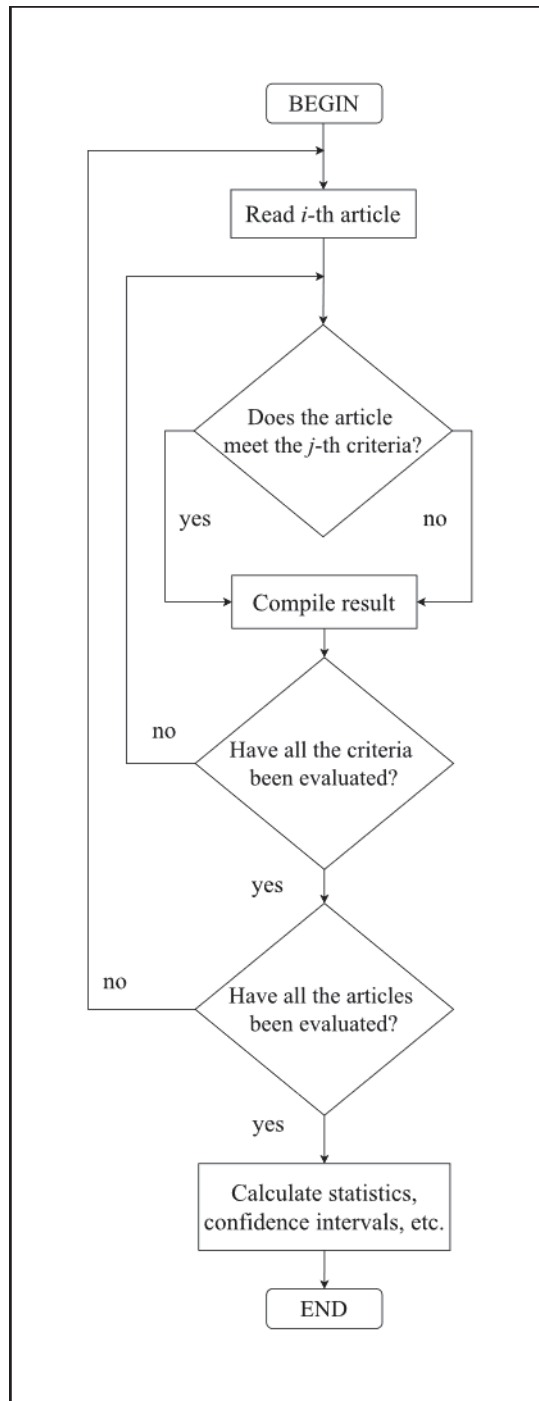 BEGIN
Read i-th article
Does the article
meet the j-th criteria?
yes
no
Compile result
no
Have all the criteria
been evaluated?
yes
no
Have all the articles
been evaluated?
yes
Calculate statistics,
confidence intervals, etc.
END